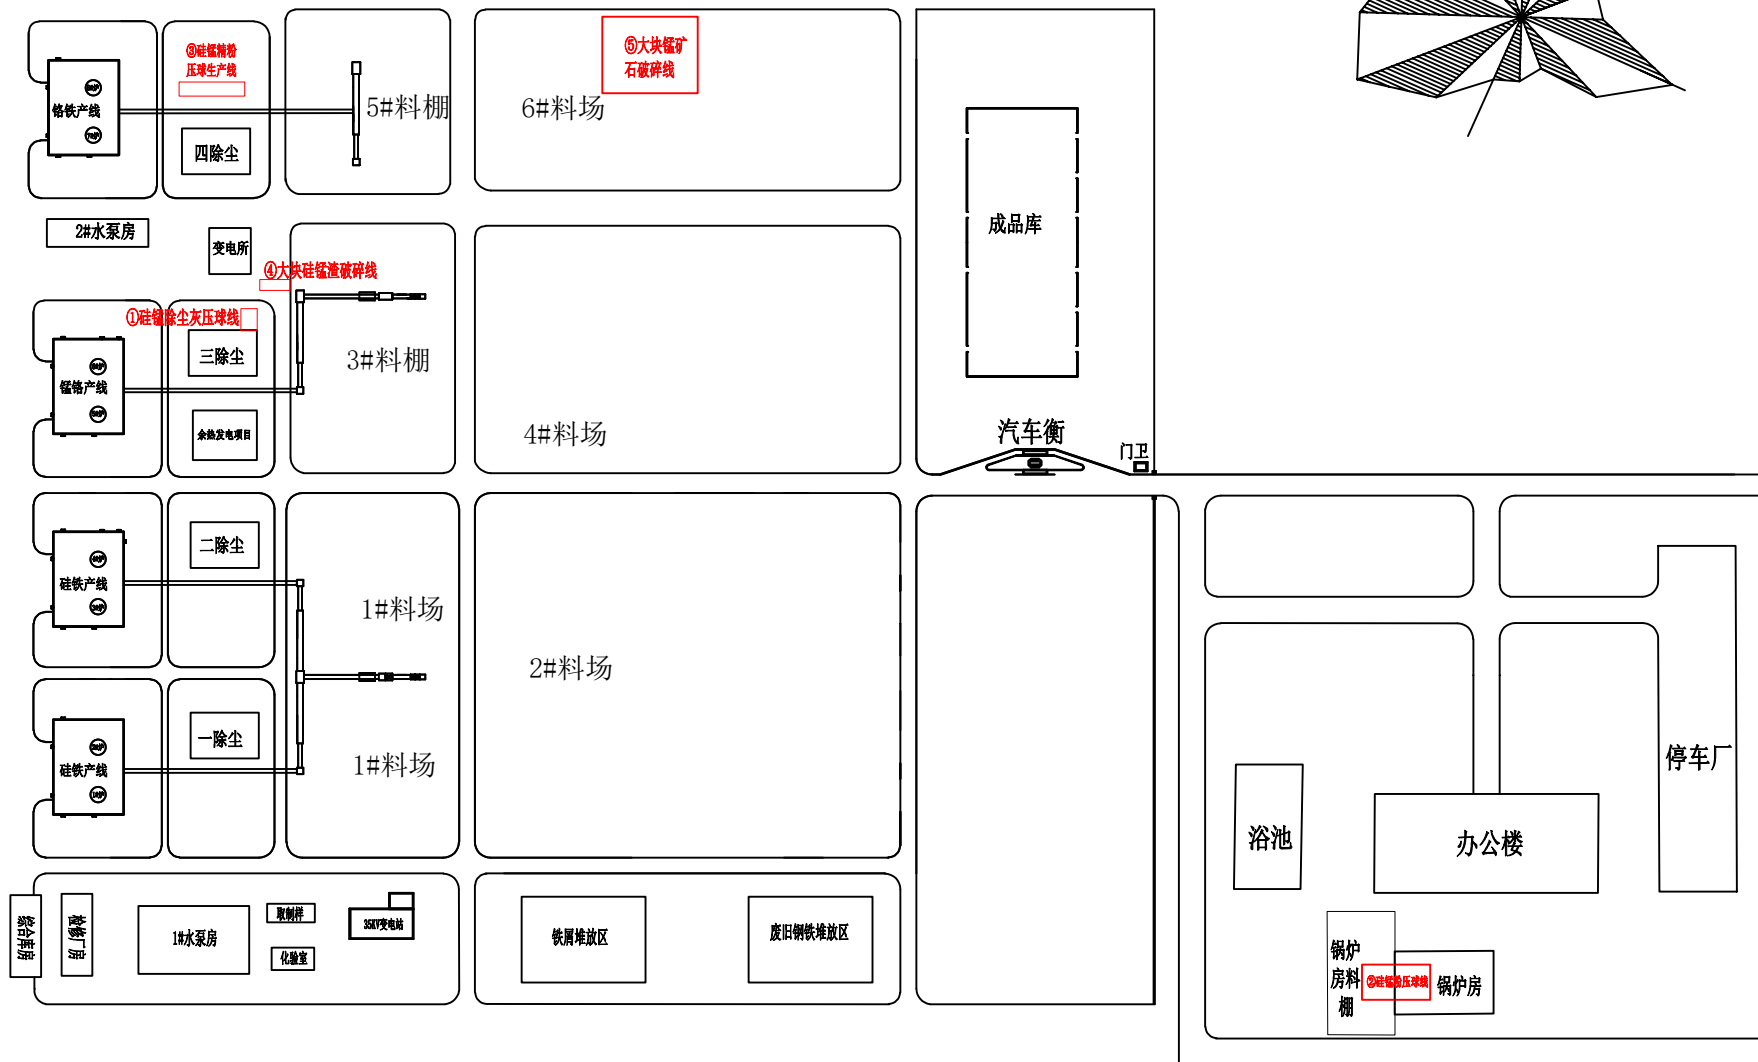 ③硅锰精粉
压球生产线
⑤大块锰矿
石破碎线
铬铁产线
四除尘
5#料棚
6#料场
2#水泵房
变电所
④大块硅锰渣破碎线
成品库
①硅锰除尘灰压球线
三除尘
3#料棚
锰铬产线
余热发电项目
4#料场
汽车衡
门卫
二除尘
硅铁产线
1#料场
2#料场
一除尘
硅铁产线
1#料场
停车厂
浴池
办公楼
综合库房
检修厂房
1#水泵房
取制样
化验室
35KV变电站
铁屑堆放区
废旧钢铁堆放区
锅炉
房料
棚
②硅锰粉压球线
锅炉房